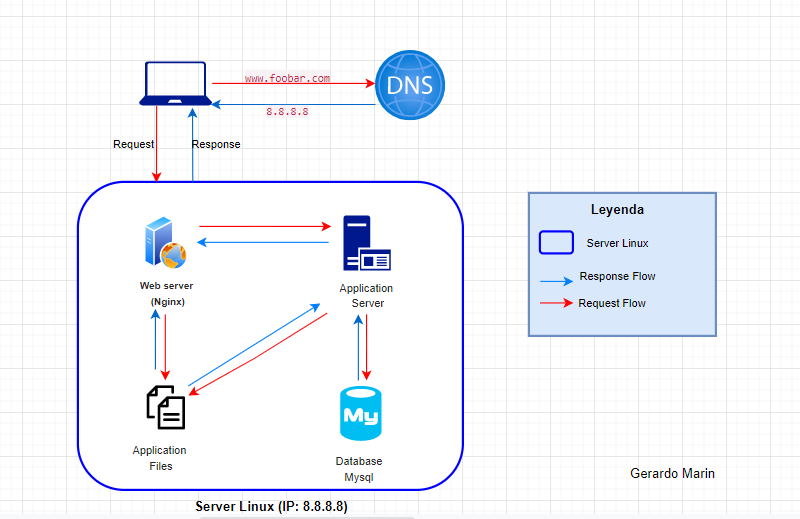 www.foobar.com
DNS
8.8.8.8
Request
Response
Leyenda
Server Linux
Response Flow
Request Flow
Web server
(Nginx)
Application
Server
Application
Files
My
Database
Mysql
Gerardo Marin
Server Linux (IP: 8.8.8.8)